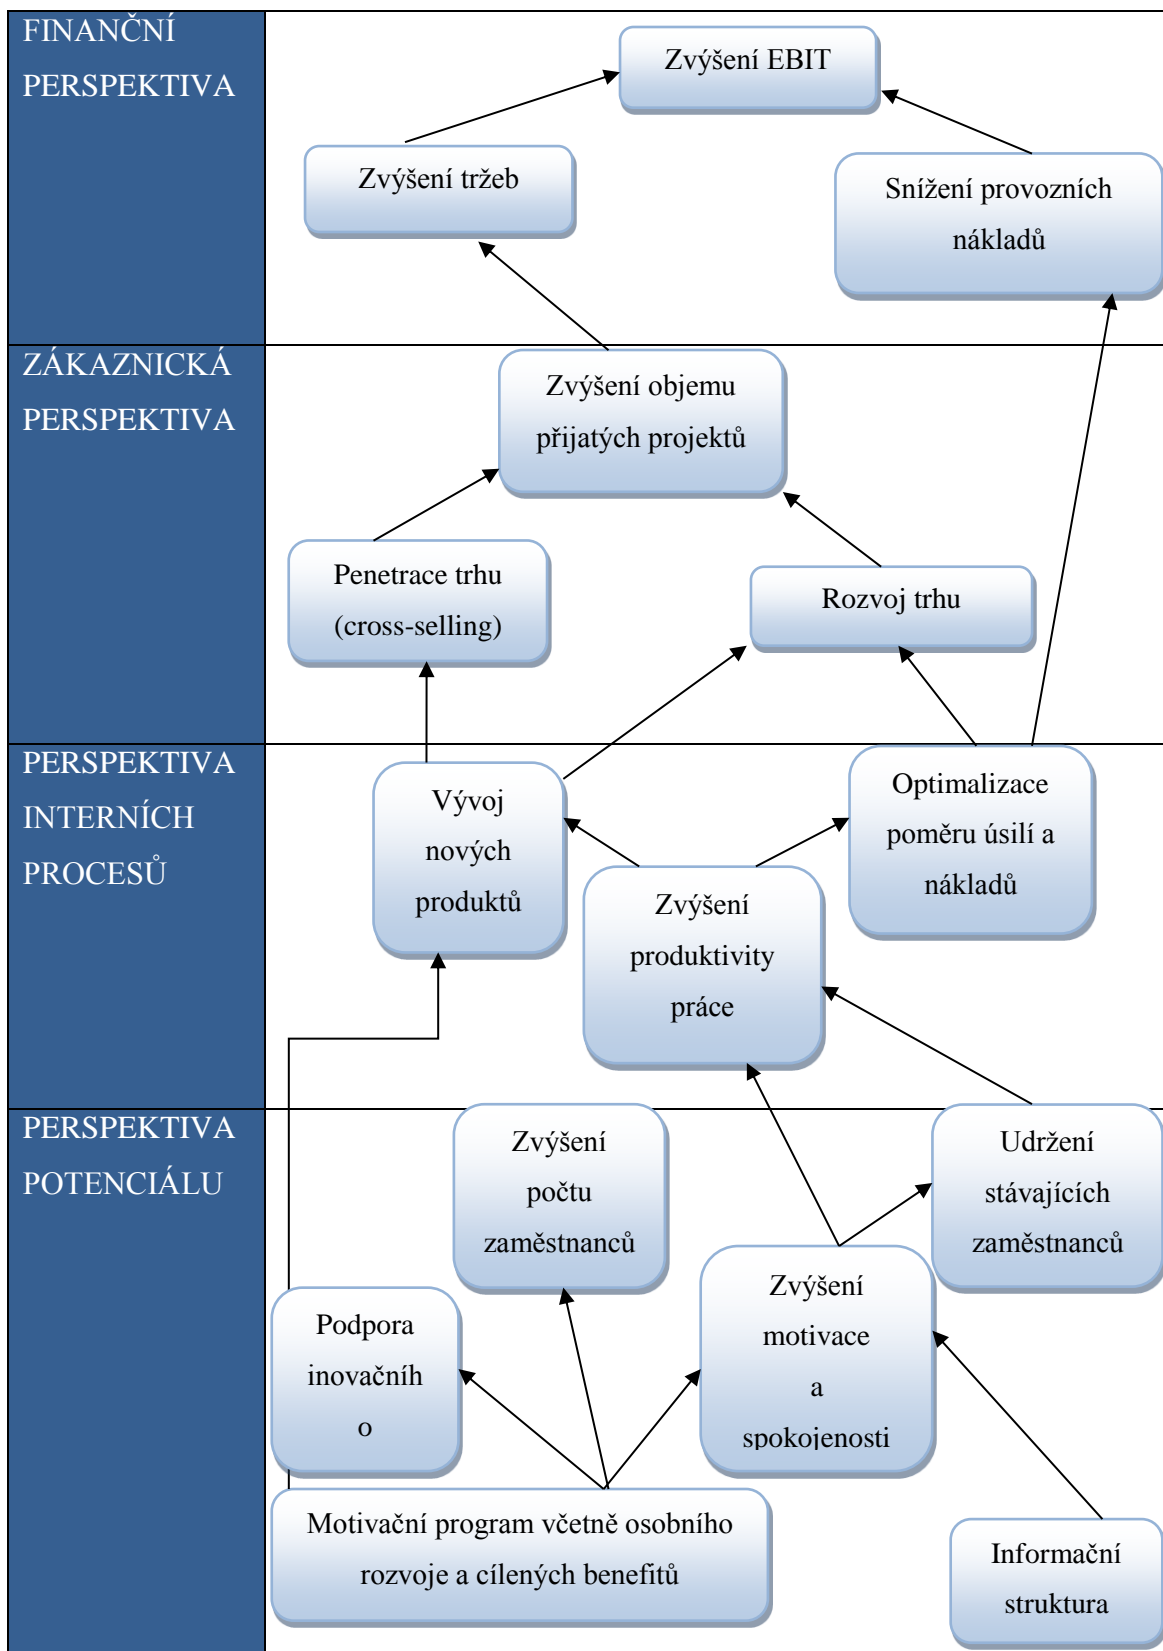 FINANČNÍ
PERSPEKTIVA
Zvýšení EBIT
Zvýšení tržeb
Snížení provozních
nákladů
ZÁKAZNICKÁ
PERSPEKTIVA
Zvýšení objemu
přijatých projektů
Penetrace trhu
(cross-selling)
Rozvoj trhu
PERSPEKTIVA
INTERNÍCH
PROCESŮ
Vývoj
nových
produktů
Optimalizace
poměru úsilí a
nákladů
Zvýšení
produktivity
práce
PERSPEKTIVA
POTENCIÁLU
Zvýšení
počtu
zaměstnanců
Udržení
stávajících
zaměstnanců
Podpora
inovačníh
o
Zvýšení
motivace
a
spokojenosti
Motivační program včetně osobního
rozvoje a cílených benefitů
Informační
struktura